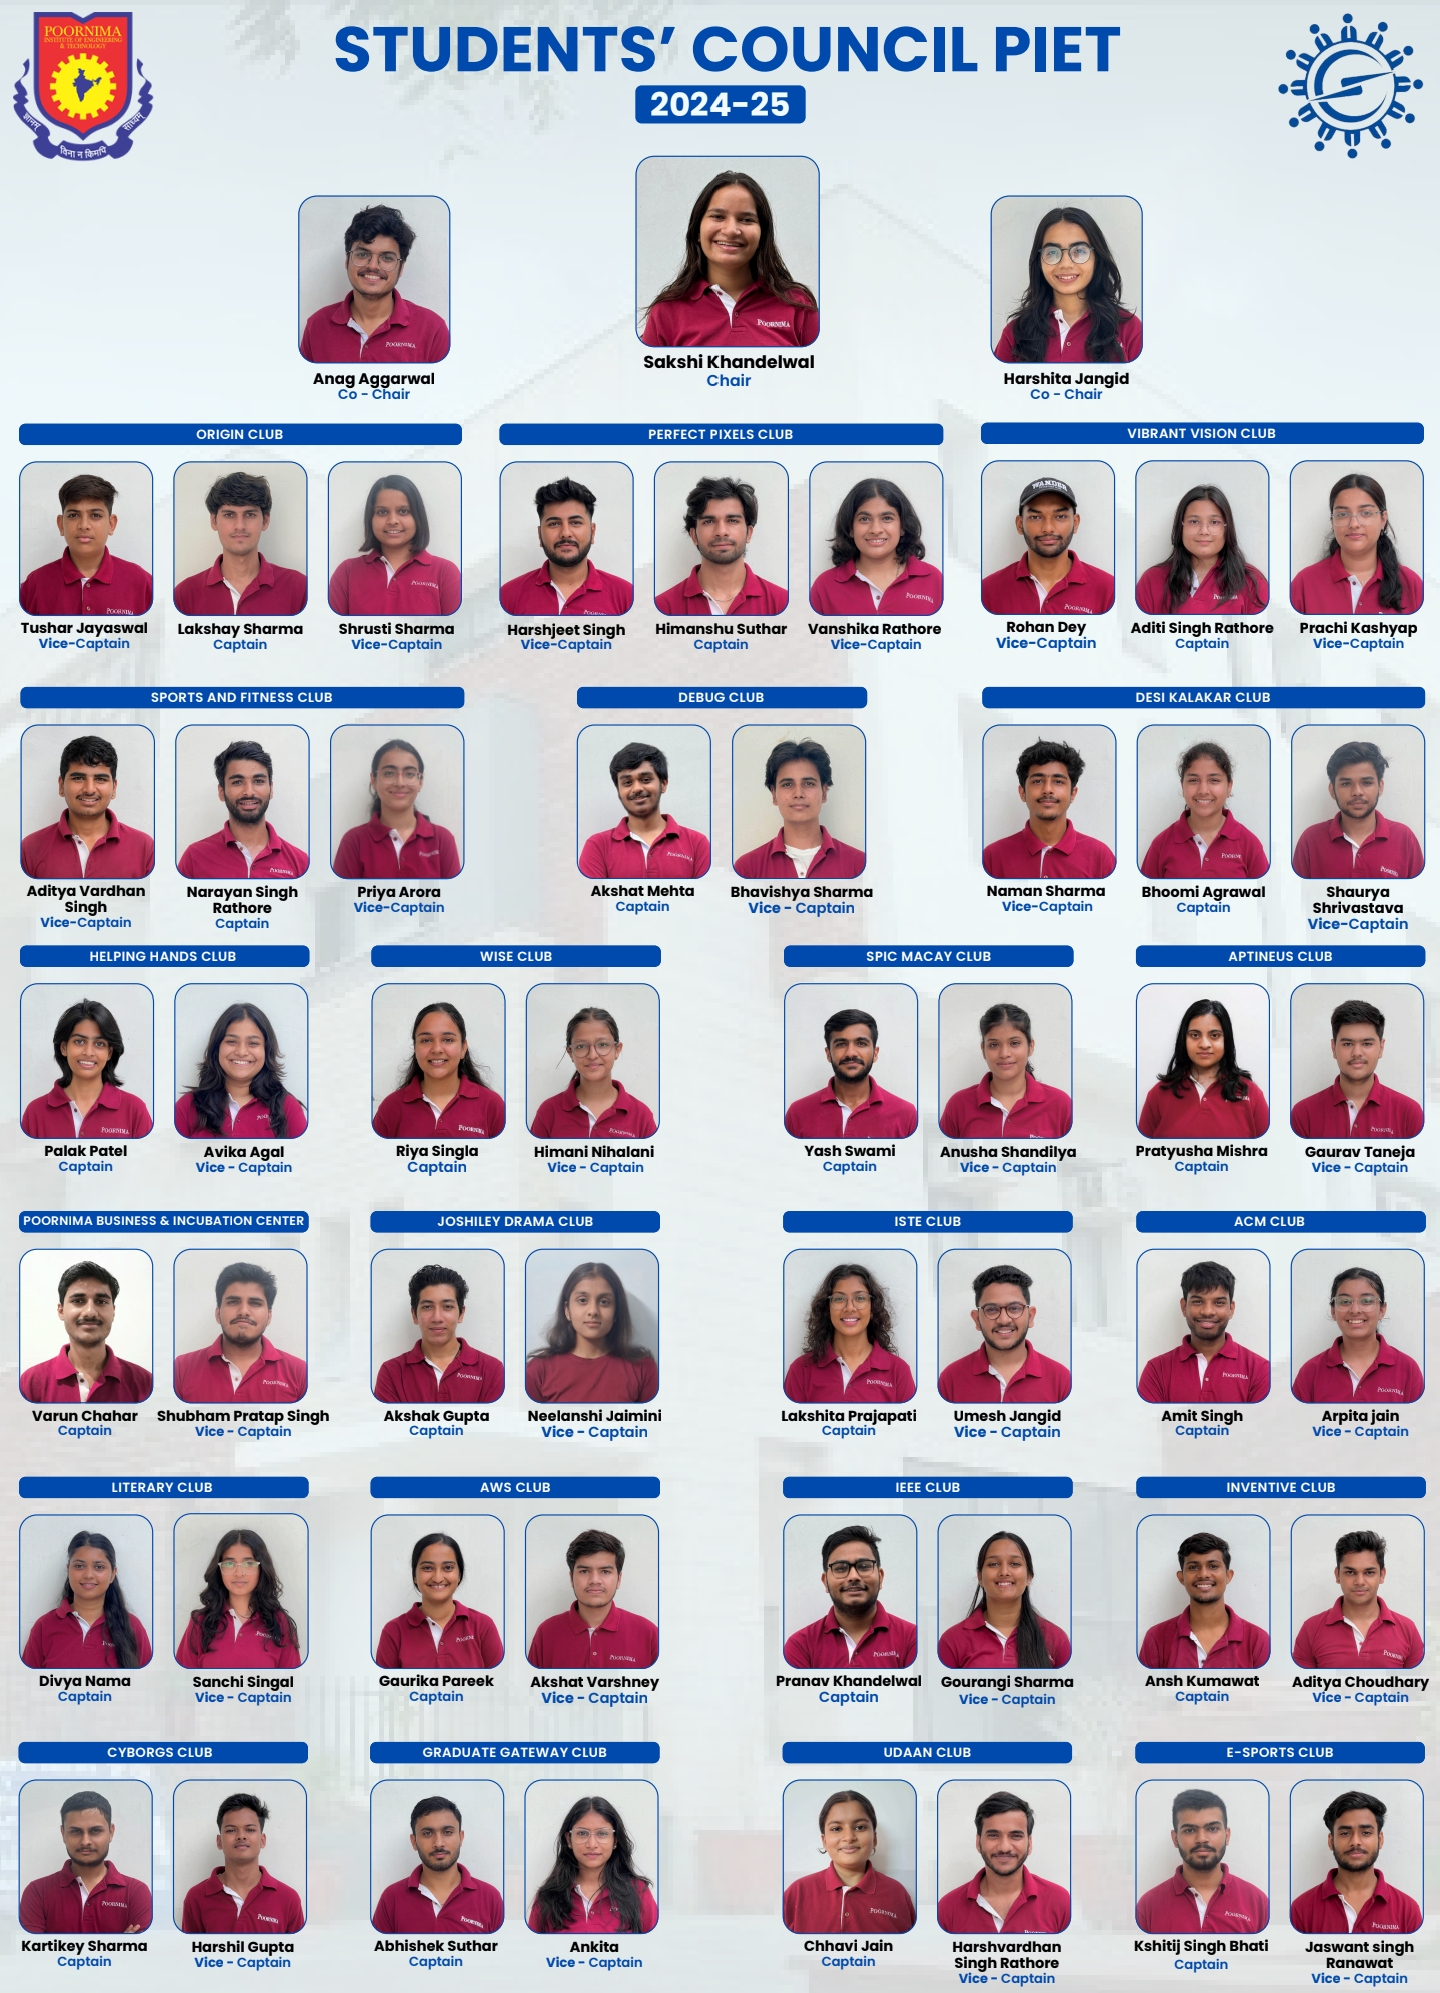 POORNIMA
INSTITUTE OF ENGINEERING
& TECHNOLOGY
ज्ञानम्
विना न किमपि
साध्यम्
STUDENTS’ COUNCIL PIET
2024-25
Anag Aggarwal
Co - Chair
Sakshi Khandelwal
Chair
Harshita Jangid
Co - Chair
ORIGIN CLUB
Tushar Jayaswal
Vice-Captain
Lakshay Sharma
Captain
Shrusti Sharma
Vice-Captain
PERFECT PIXELS CLUB
Harshjeet Singh
Vice-Captain
Himanshu Suthar
Captain
Vanshika Rathore
Vice-Captain
VIBRANT VISION CLUB
WANDER
Rohan Dey
Vice-Captain
Aditi Singh Rathore
Captain
Prachi Kashyap
Vice-Captain
SPORTS AND FITNESS CLUB
Aditya Vardhan
Singh
Vice-Captain
Narayan Singh
Rathore
Captain
Priya Arora
Vice-Captain
DEBUG CLUB
Akshat Mehta
Captain
Bhavishya Sharma
Vice - Captain
DESI KALAKAR CLUB
Naman Sharma
Vice-Captain
Bhoomi Agrawal
Captain
Shaurya
Shrivastava
Vice-Captain
HELPING HANDS CLUB
Palak Patel
Captain
Avika Agal
Vice - Captain
WISE CLUB
Riya Singla
Captain
Himani Nihalani
Vice - Captain
SPIC MACAY CLUB
Yash Swami
Captain
Anusha Shandilya
Vice - Captain
APTINEUS CLUB
Pratyusha Mishra
Captain
Gaurav Taneja
Vice - Captain
POORNIMA BUSINESS & INCUBATION CENTER
Varun Chahar
Captain
Shubham Pratap Singh
Vice - Captain
JOSHILEY DRAMA CLUB
Akshak Gupta
Captain
Neelanshi Jaimini
Vice - Captain
ISTE CLUB
Lakshita Prajapati
Captain
Umesh Jangid
Vice - Captain
ACM CLUB
Amit Singh
Captain
Arpita jain
Vice - Captain
LITERARY CLUB
Divya Nama
Captain
Sanchi Singal
Vice - Captain
AWS CLUB
Gaurika Pareek
Captain
Akshat Varshney
Vice - Captain
IEEE CLUB
Pranav Khandelwal
Captain
Gourangi Sharma
Vice - Captain
INVENTIVE CLUB
Ansh Kumawat
Captain
Aditya Choudhary
Vice - Captain
CYBORGS CLUB
Kartikey Sharma
Captain
Harshil Gupta
Vice - Captain
GRADUATE GATEWAY CLUB
Abhishek Suthar
Captain
Ankita
Vice - Captain
UDAAN CLUB
Chhavi Jain
Captain
Harshvardhan
Singh Rathore
Vice - Captain
E-SPORTS CLUB
Kshitij Singh Bhati
Captain
Jaswant singh
Ranawat
Vice - Captain